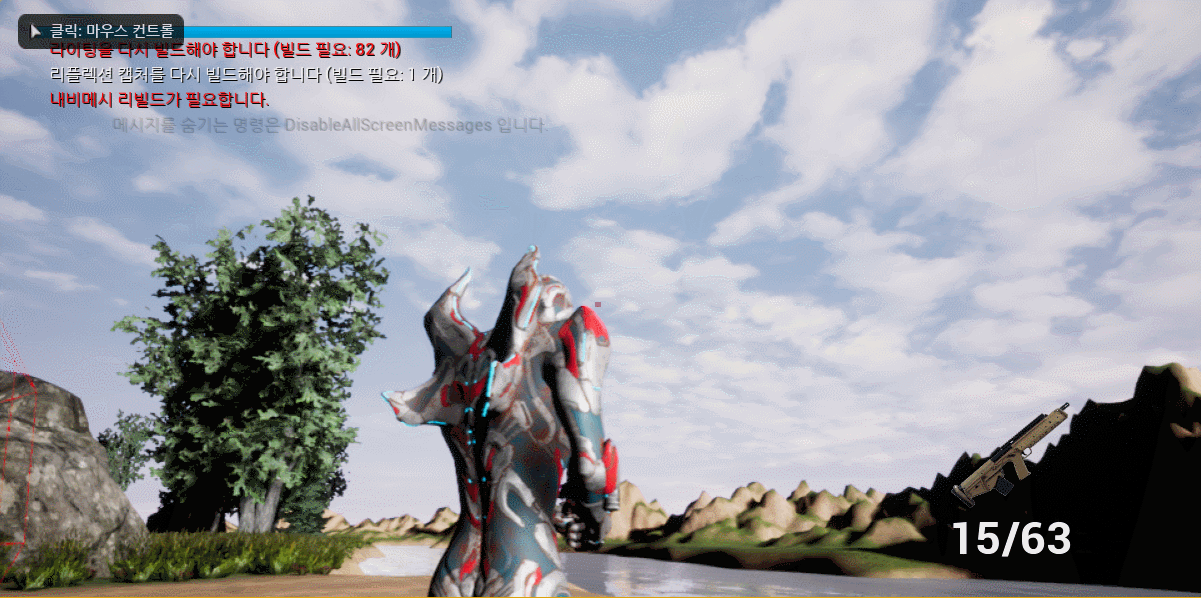 클릭: 마우스 컨트롤
라이팅을 다시 빌드해야 합니다 (빌드 필요: 82 개)
리플렉션 캡처를 다시 빌드해야 합니다 (빌드 필요: 1 개)
내비메시 리빌드가 필요합니다.
메시지를 숨기는 명령은 DisableAllScreenMessages 입니다.
15/63